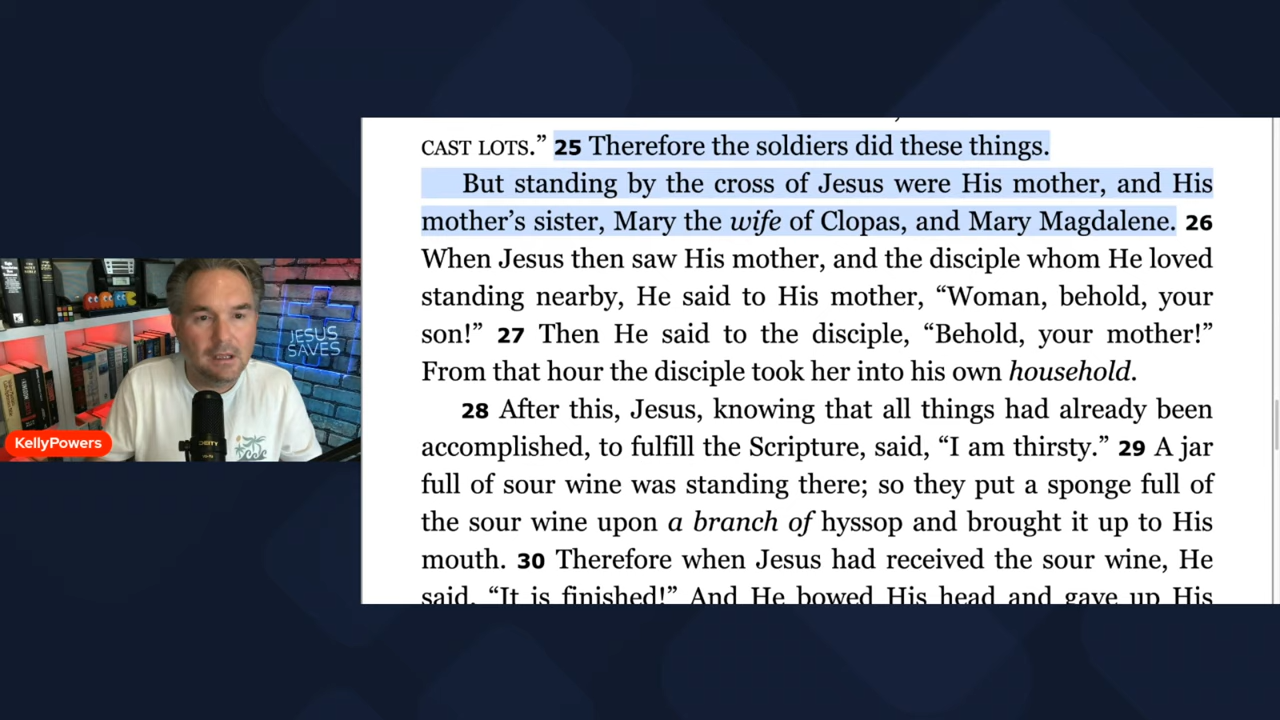 CAST LOTS.” 25 Therefore the soldiers did these things.
But standing by the cross of Jesus were His mother, and His
mother’s sister, Mary the wife of Clopas, and Mary Magdalene. 26
When Jesus then saw His mother, and the disciple whom He loved
standing nearby, He said to His mother, “Woman, behold, your
son!” 27 Then He said to the disciple, “Behold, your mother!”
From that hour the disciple took her into his own household.
28 After this, Jesus, knowing that all things had already been
accomplished, to fulfill the Scripture, said, “I am thirsty.” 29 A jar
full of sour wine was standing there; so they put a sponge full of
the sour wine upon a branch of hyssop and brought it up to His
mouth. 30 Therefore when Jesus had received the sour wine, He
said, “It is finished!” And He bowed His head and gave up His
JESUS
SAVES
KellyPowers